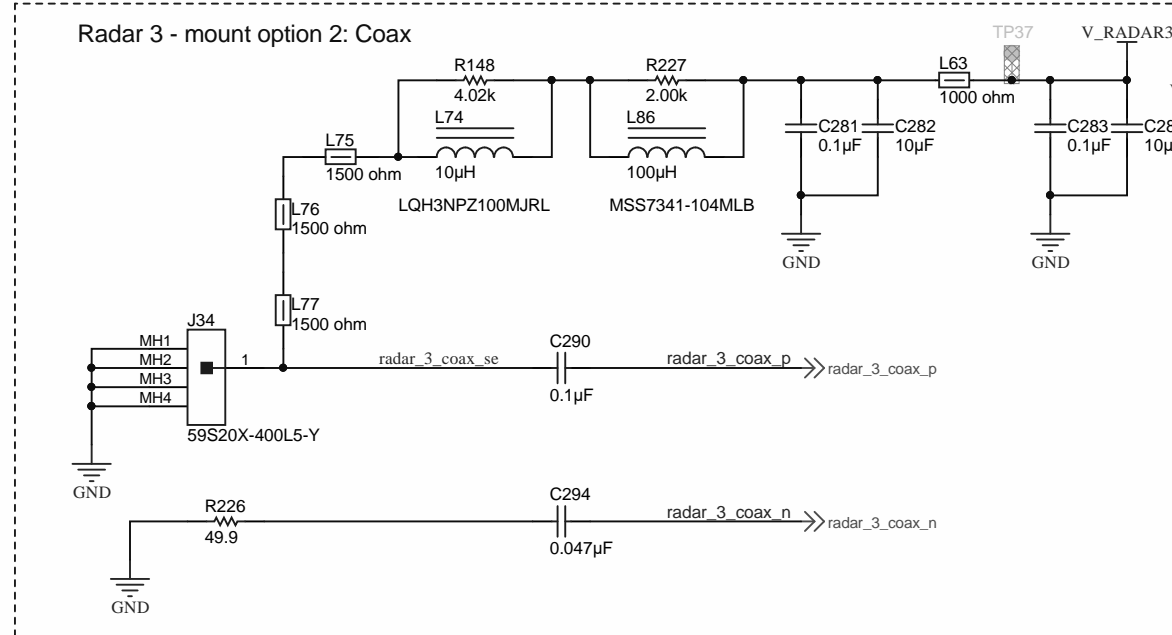 Radar 3 - mount option 2: Coax
TP37
V_RADAR3
R148
4.02k
R227
2.00k
L63
1000 ohm
L74
10µH
L86
100µH
C281
0.1µF
C282
10µF
C283
0.1µF
C28
10µ
L75
1500 ohm
LQH3NPZ100MJRL
MSS7341-104MLB
L76
1500 ohm
GND
GND
L77
1500 ohm
J34
MH1
MH2
MH3
MH4
1
59S20X-400L5-Y
GND
radar_3_coax_se
C290
0.1µF
radar_3_coax_p
radar_3_coax_p
R226
49.9
C294
0.047µF
radar_3_coax_n
radar_3_coax_n
GND